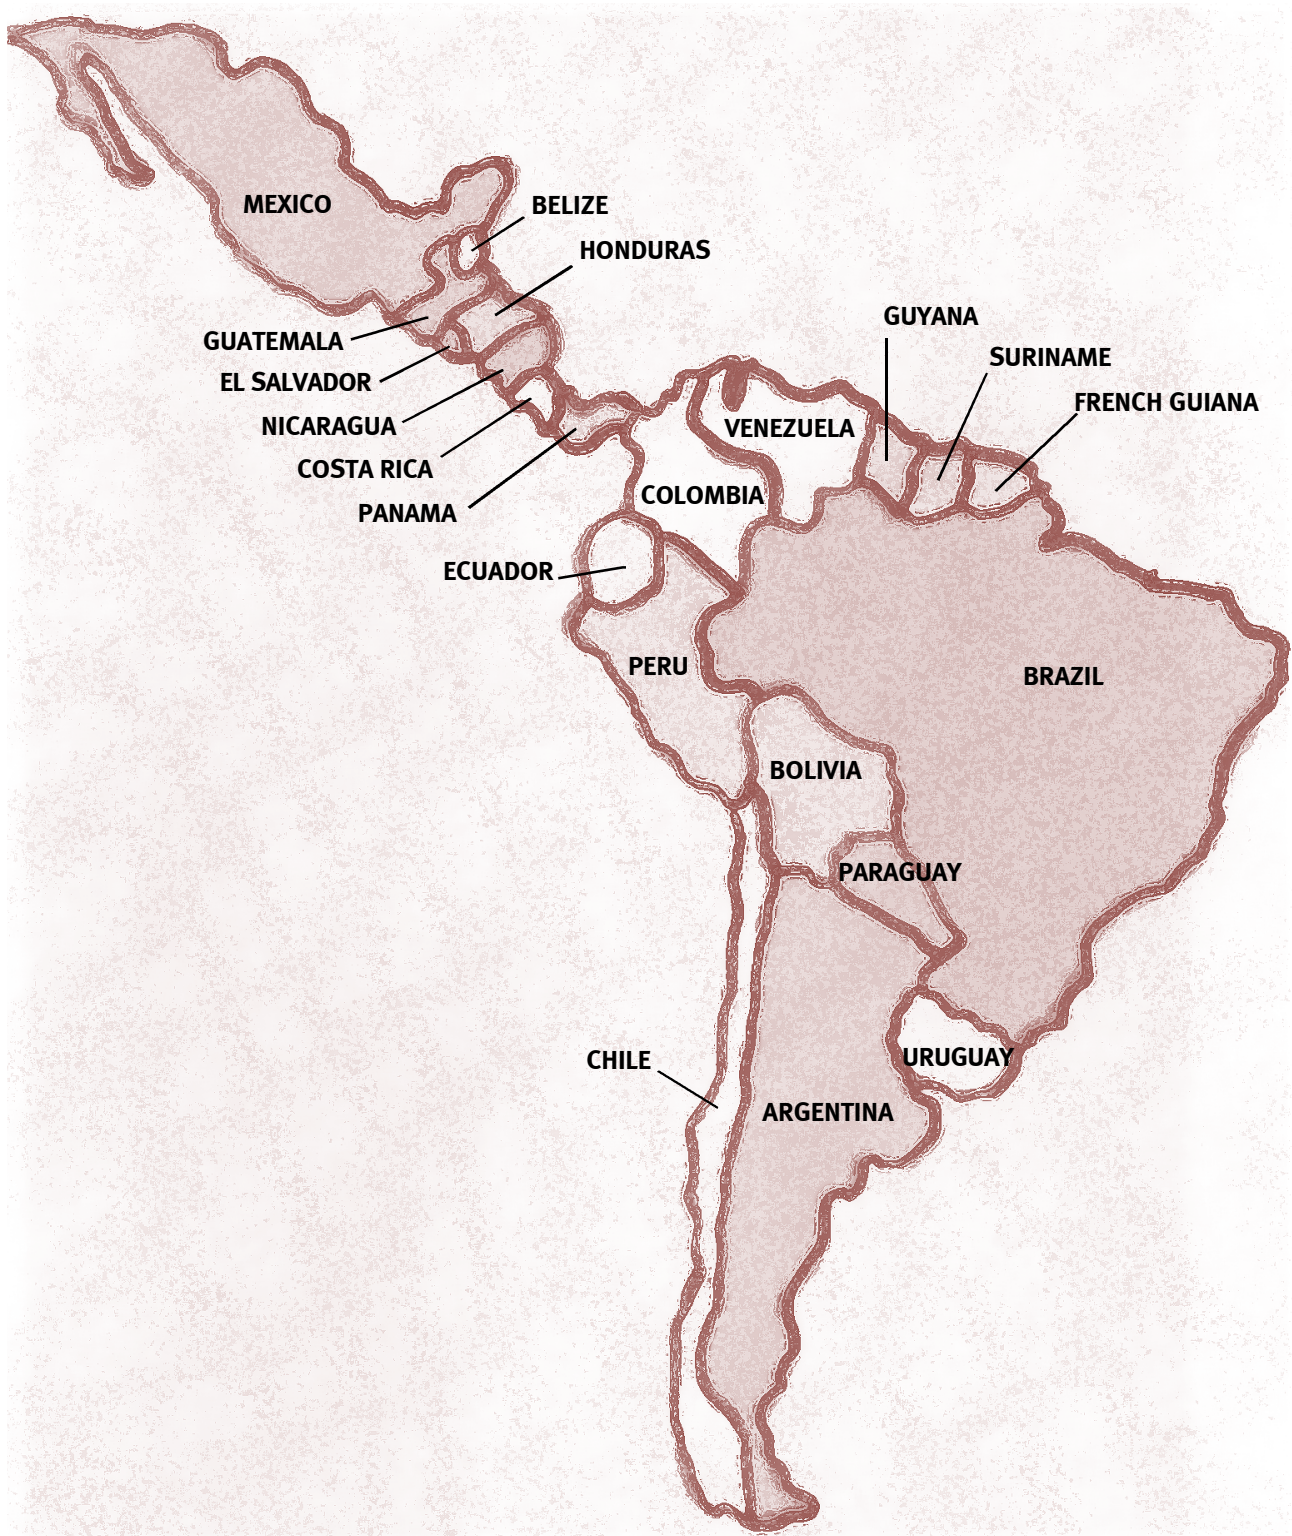 MEXICO
BELIZE
HONDURAS
GUATEMALA
EL SALVADOR
NICARAGUA
COSTA RICA
PANAMA
GUYANA
SURINAME
FRENCH GUIANA
VENEZUELA
COLOMBIA
ECUADOR
PERU
BRAZIL
BOLIVIA
PARAGUAY
CHILE
URUGUAY
ARGENTINA